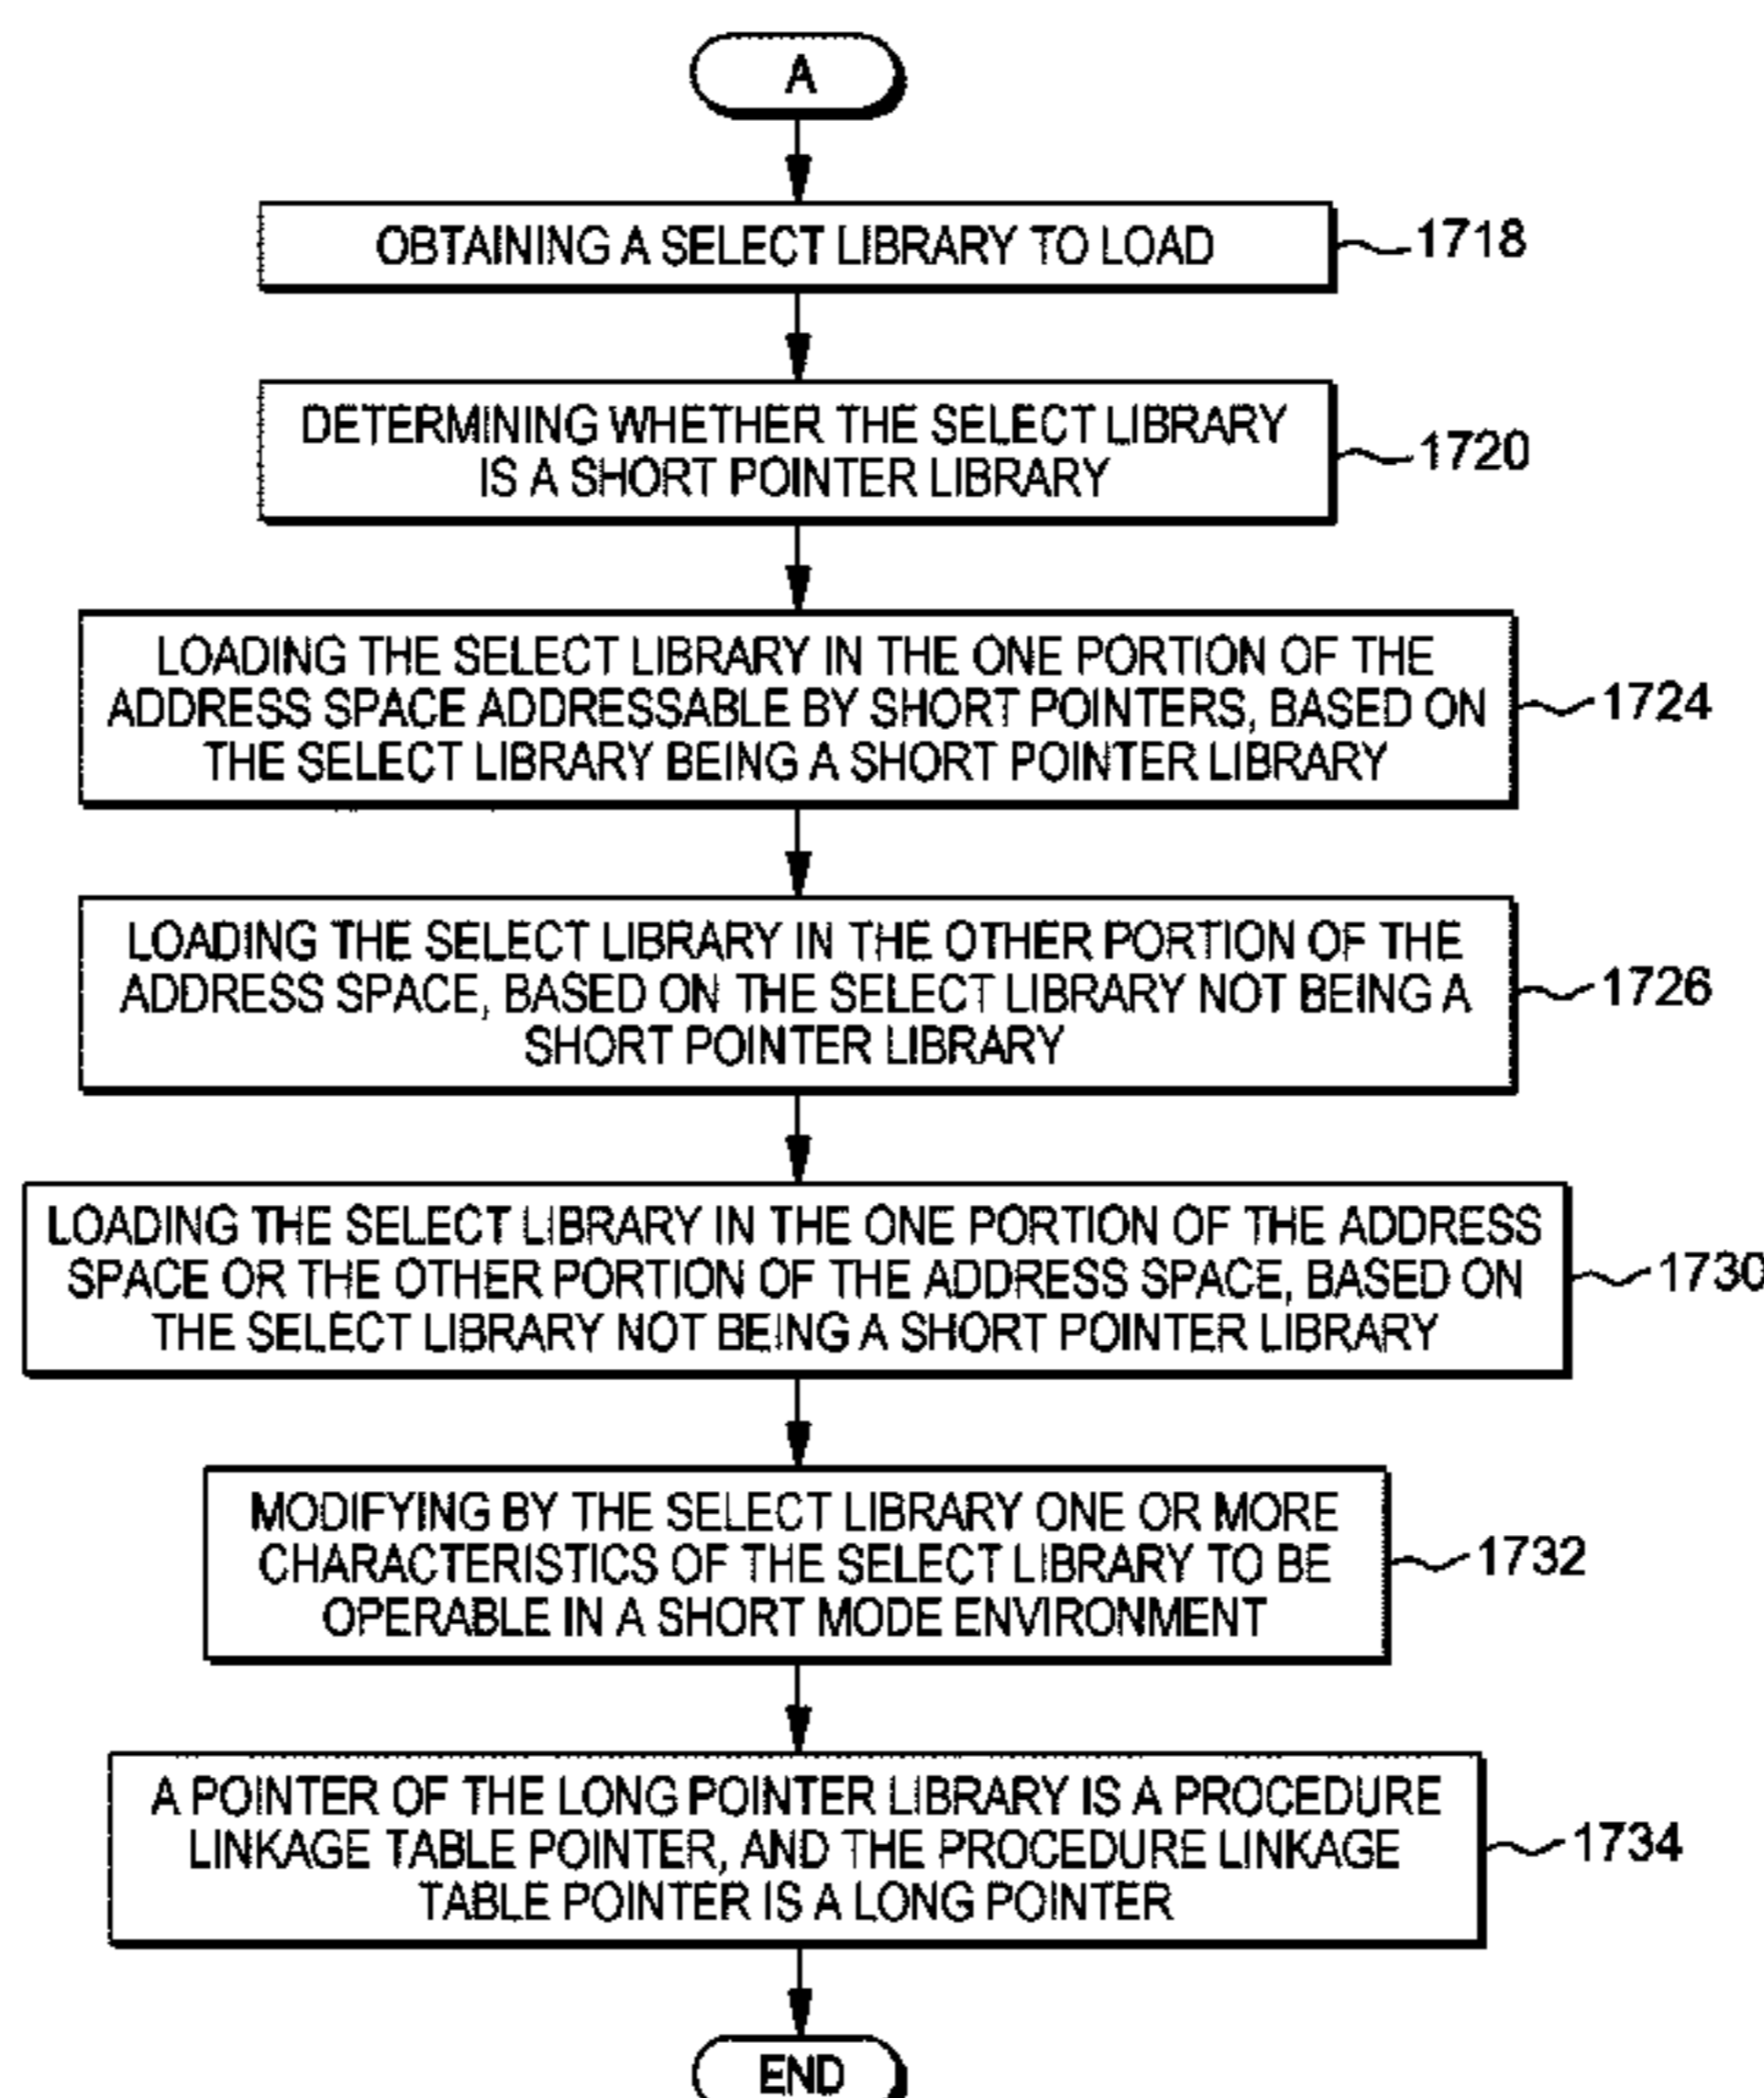 A
OBTAINING A SELECT LIBRARY TO LOAD
1718
DETERMINING WHETHER THE SELECT LIBRARY
IS A SHORT POINTER LIBRARY
1720
LOADING THE SELECT LIBRARY IN THE ONE PORTION OF THE
ADDRESS SPACE ADDRESSABLE BY SHORT POINTERS, BASED ON
THE SELECT LIBRARY BEING A SHORT POINTER LIBRARY
1724
LOADING THE SELECT LIBRARY IN THE OTHER PORTION OF THE
ADDRESS SPACE, BASED ON THE SELECT LIBRARY NOT BEING A
SHORT POINTER LIBRARY
1726
LOADING THE SELECT LIBRARY IN THE ONE PORTION OF THE ADDRESS
SPACE OR THE OTHER PORTION OF THE ADDRESS SPACE, BASED ON
THE SELECT LIBRARY NOT BEING A SHORT POINTER LIBRARY
1730
MODIFYING BY THE SELECT LIBRARY ONE OR MORE
CHARACTERISTICS OF THE SELECT LIBRARY TO BE
OPERABLE IN A SHORT MODE ENVIRONMENT
1732
A POINTER OF THE LONG POINTER LIBRARY IS A PROCEDURE
LINKAGE TABLE POINTER, AND THE PROCEDURE LINKAGE
TABLE POINTER IS A LONG POINTER
1734
END